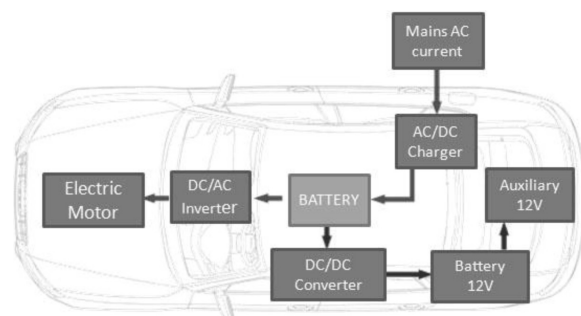 Mains AC
current
AC/DC
Charger
Electric
Motor
DC/AC
Inverter
BATTERY
Auxiliary
12V
DC/DC
Converter
Battery
12V